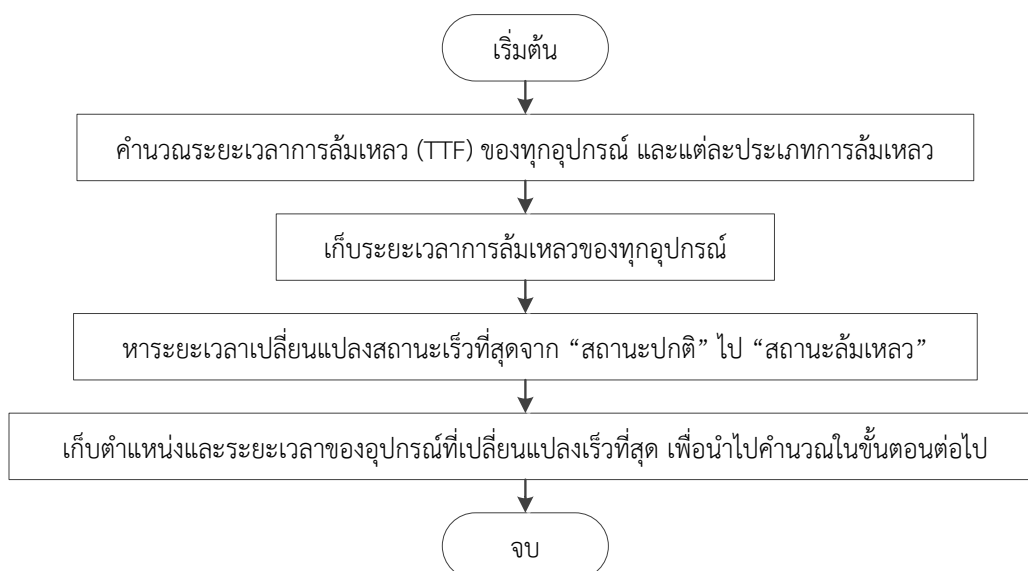 เริ่มต้น
คำนวณระยะเวลาการล้มเหลว (TTF) ของทุกอุปกรณ์ และแต่ละประเภทการล้มเหลว
เก็บระยะเวลาการล้มเหลวของทุกอุปกรณ์
หาระยะเวลาเปลี่ยนแปลงสถานะเร็วที่สุดจาก “สถานะปกติ” ไป “สถานะล้มเหลว”
เก็บตำแหน่งและระยะเวลาของอุปกรณ์ที่เปลี่ยนแปลงเร็วที่สุด เพื่อนำไปคำนวณในขั้นตอนต่อไป
จบ